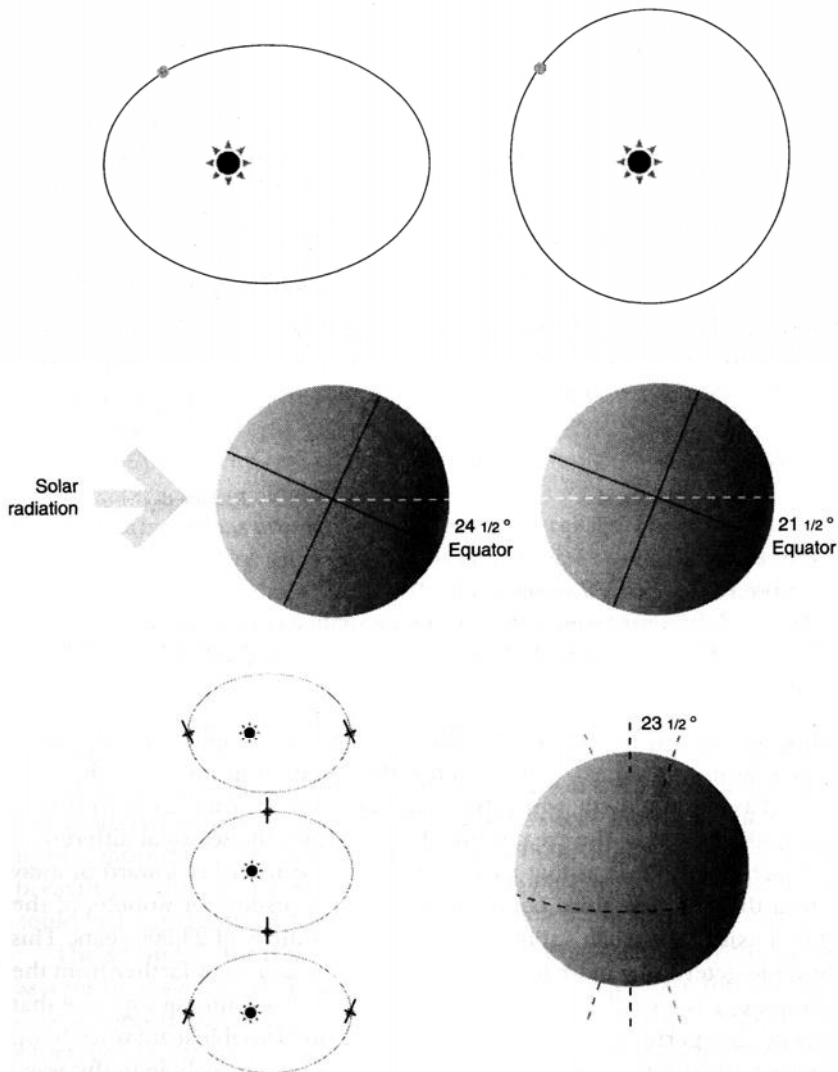 Solar
radiation
24 1/2 °
Equator
21 1/2 °
Equator
23 1/2 °